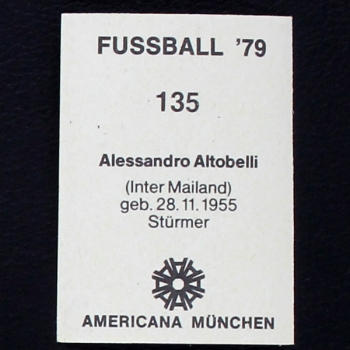 FUSSBALL '79
135
Alessandro Altobelli
(Inter Mailand)
geb. 28.11.1955
Stürmer
AMERICANA MÜNCHEN